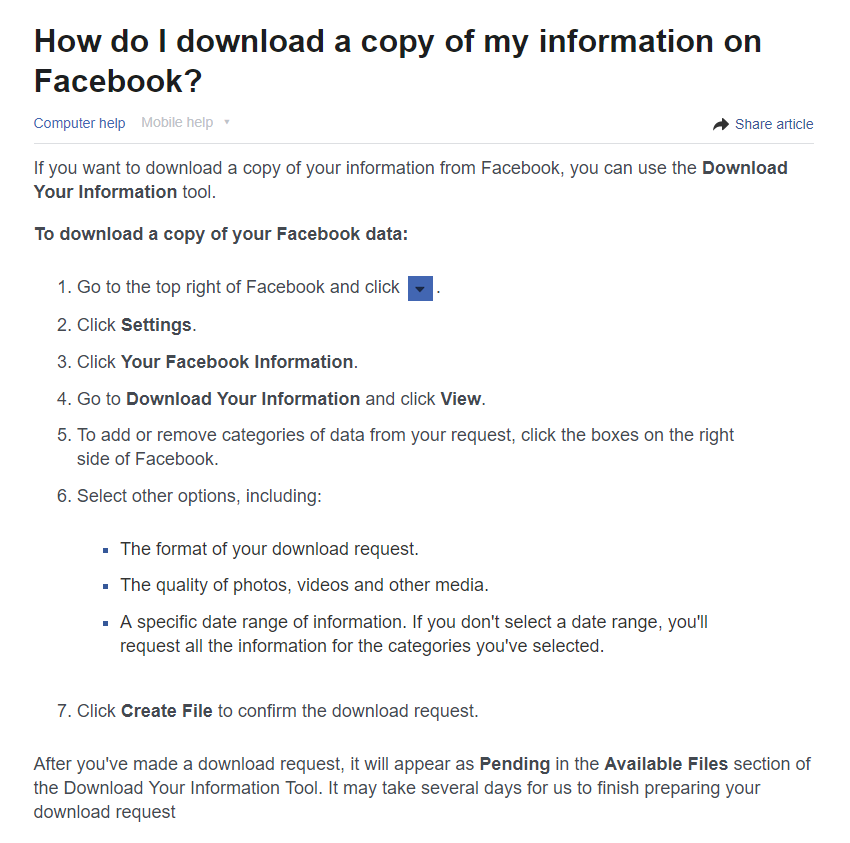 How do I download a copy of my information on
Facebook?
Computer help Mobile help
Share article
If you want to download a copy of your information from Facebook, you can use the Download
Your Information tool.
To download a copy of your Facebook data:
1. Go to the top right of Facebook and click .
2. Click Settings.
3. Click Your Facebook Information.
4. Go to Download Your Information and click View.
5. To add or remove categories of data from your request, click the boxes on the right
side of Facebook.
6. Select other options, including:
The format of your download request.
The quality of photos, videos and other media.
A specific date range of information. If you don't select a date range, you'll
request all the information for the categories you've selected.
7. Click Create File to confirm the download request.
After you've made a download request, it will appear as Pending in the Available Files section of
the Download Your Information Tool. It may take several days for us to finish preparing your
download request